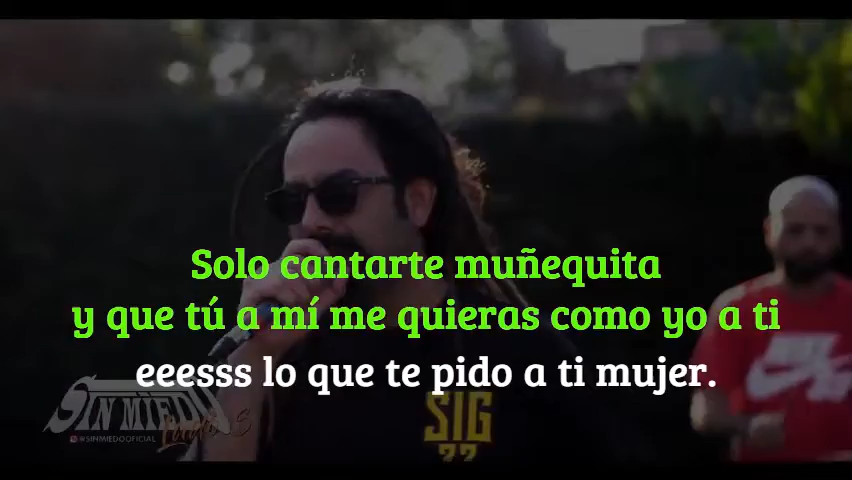 Solo cantarte muñequita
y que tú a mí me quieras como yo a ti
eeesss lo que te pido a ti mujer.
SIN MIEDO
@SINMIEDOOFICIAL
SIG